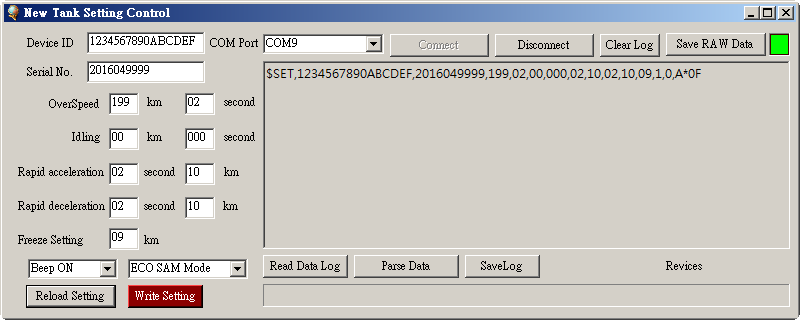 New Tank Setting Control
Device ID 1234567890ABCDEF COM Port COM9 Connect Disconnect Clear Log Save RAW Data
Serial No. 2016049999
$SET,1234567890ABCDEF,2016049999,199,02,00,000,02,10,02,10,09,1,0,A*0F
OverSpeed 199 km 02 second
Idling 00 km 000 second
Rapid acceleration 02 second 10 km
Rapid deceleration 02 second 10 km
Freeze Setting 09 km
Beep ON ECO SAM Mode Read Data Log Parse Data SaveLog Revices
Reload Setting Write Setting